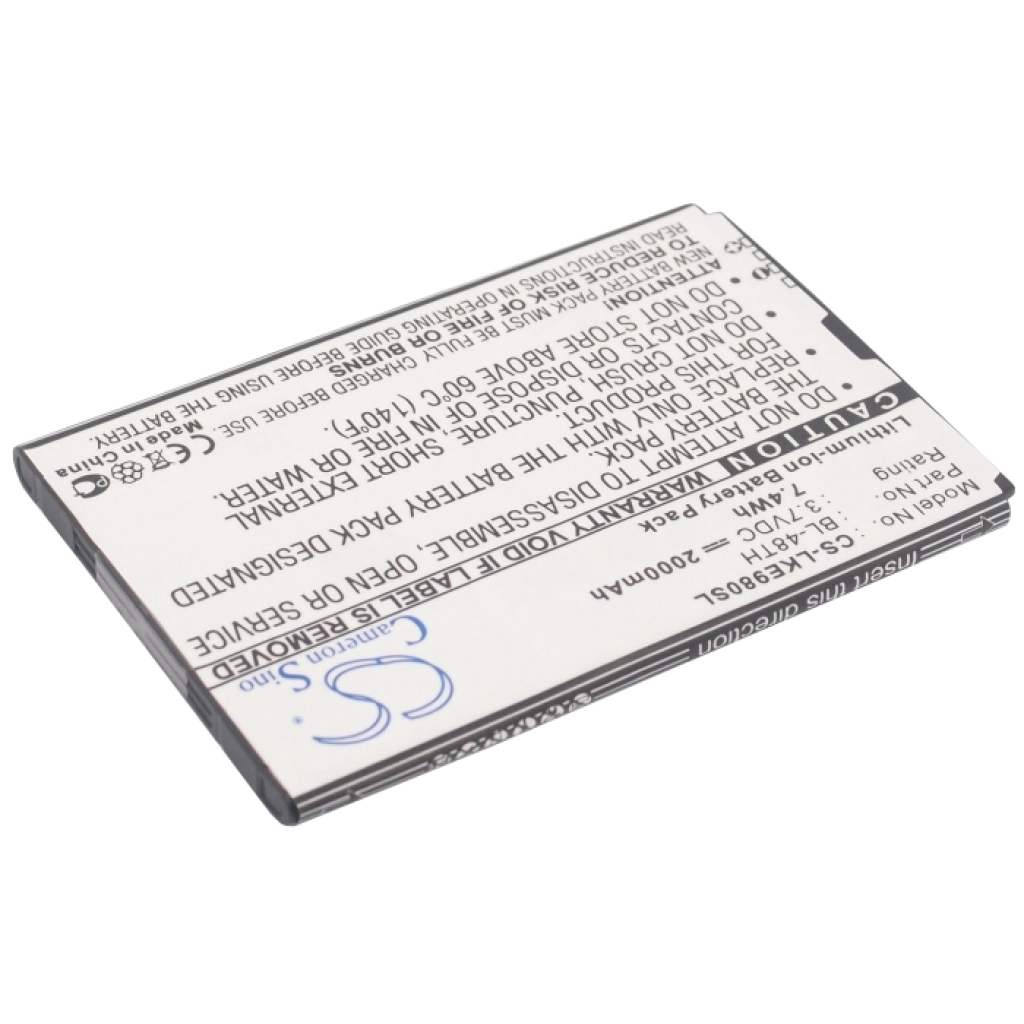 Model No. : CS-LKE980SL
Part No. : BL-48TH
Rating : 3.7VDC ⎓ 2000mAh
7.4Wh
Lithium-Ion Battery Pack
CAUTION WARRANTY VOID IF LABEL IS REMOVED
• DO NOT ATTEMPT TO DISASSEMBLE, OPEN OR SERVICE
THE BATTERY
• REPLACE ONLY WITH THE BATTERY PACK DESIGNATED
FOR THIS PRODUCT.
• DO NOT CRUSH, PUNCTURE, SHORT EXTERNAL
CONTACTS OR DISPOSE OF IN FIRE OR WATER.
• DO NOT STORE ABOVE 60°C (140°F).
ATTENTION!
NEW BATTERY PACK MUST BE FULLY CHARGED BEFORE USE.
TO REDUCE RISK OF FIRE OR BURNS
READ INSTRUCTIONS IN OPERATING GUIDE BEFORE USING THE BATTERY.
CE
Made in China
CS
Cameron Sino
®
Insert this direction